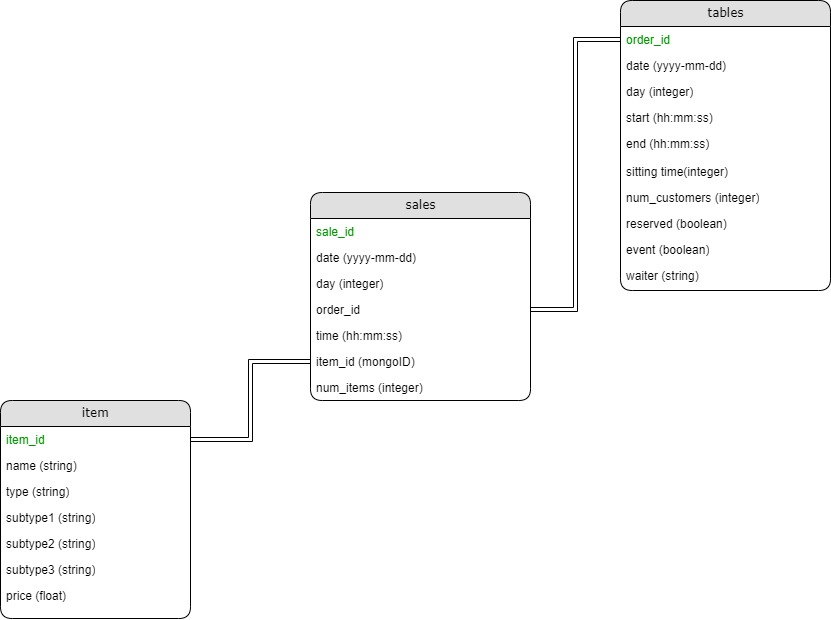 tables
order_id
date (yyyy-mm-dd)
day (integer)
start (hh:mm:ss)
end (hh:mm:ss)
sitting time(integer)
num_customers (integer)
reserved (boolean)
event (boolean)
waiter (string)
sales
sale_id
date (yyyy-mm-dd)
day (integer)
order_id
time (hh:mm:ss)
item_id (mongoID)
num_items (integer)
item
item_id
name (string)
type (string)
subtype1 (string)
subtype2 (string)
subtype3 (string)
price (float)